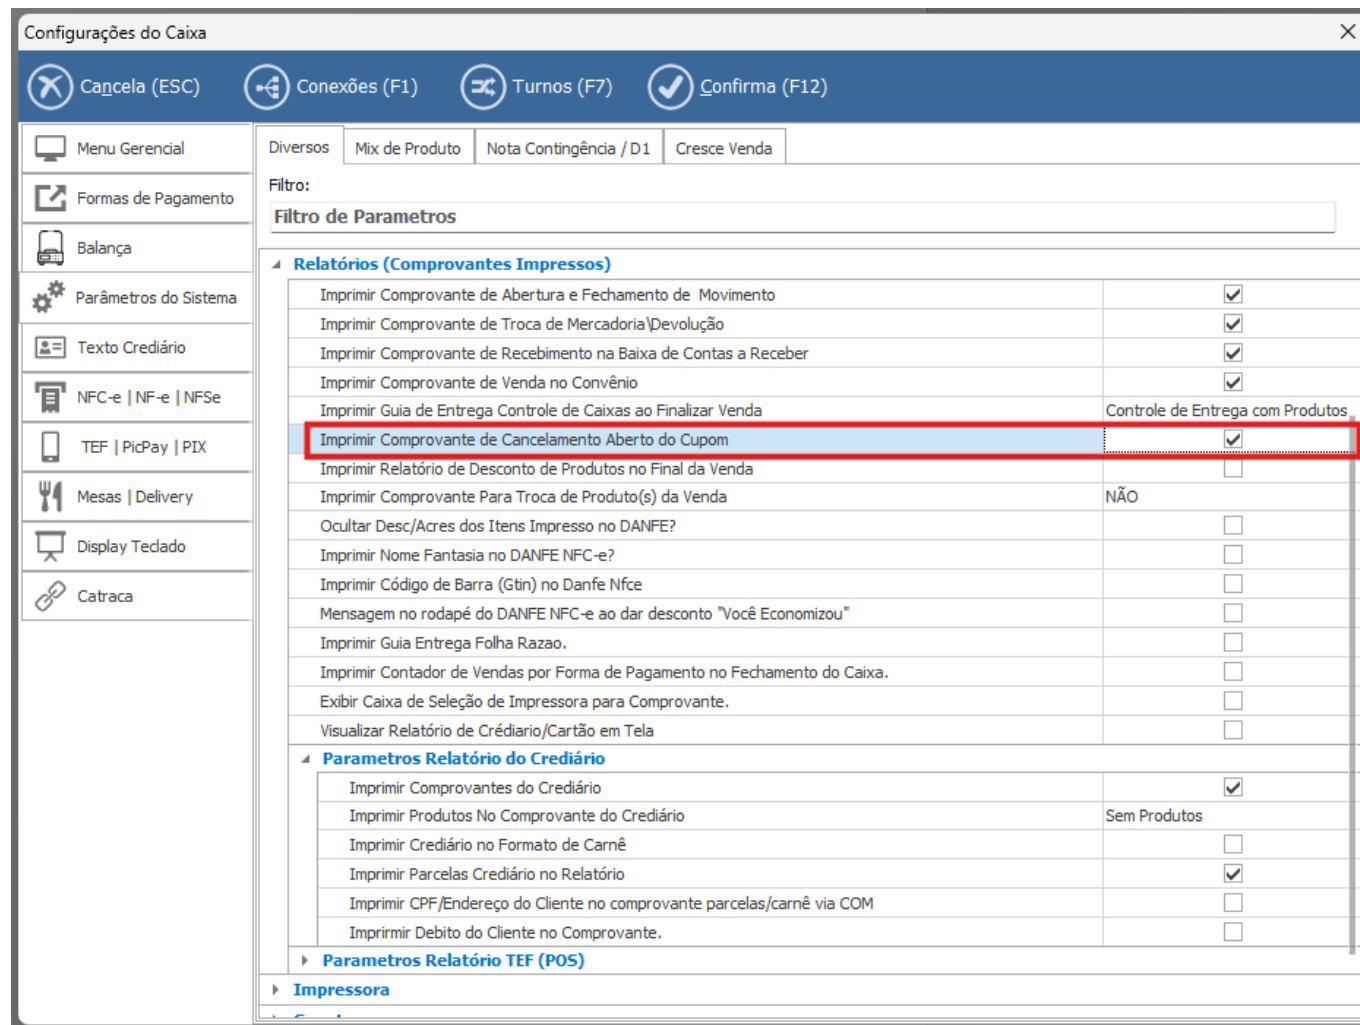 Configurações do Caixa
Cancela (ESC)
Conexões (F1)
Turnos (F7)
Confirma (F12)
Menu Gerencial
Formas de Pagamento
Balança
Parâmetros do Sistema
Texto Crediário
NFC-e | NF-e | NFSe
TEF | PicPay | PIX
Mesas | Delivery
Display Teclado
Catraca
Diversos
Mix de Produto
Nota Contingência / D1
Cresce Venda
Filtro:
Filtro de Parametros
Relatórios (Comprovantes Impressos)
Imprimir Comprovante de Abertura e Fechamento de Movimento
Imprimir Comprovante de Troca de Mercadoria\Devolução
Imprimir Comprovante de Recebimento na Baixa de Contas a Receber
Imprimir Comprovante de Venda no Convênio
Imprimir Guia de Entrega Controle de Caixas ao Finalizar Venda Controle de Entrega com Produtos
Imprimir Comprovante de Cancelamento Aberto do Cupom
Imprimir Relatório de Desconto de Produtos no Final da Venda
Imprimir Comprovante Para Troca de Produto(s) da Venda NÃO
Ocultar Desc/Acres dos Itens Impresso no DANFE?
Imprimir Nome Fantasia no DANFE NFC-e?
Imprimir Código de Barra (Gtin) no Danfe Nfce
Mensagem no rodapé do DANFE NFC-e ao dar desconto "Você Economizou"
Imprimir Guia Entrega Folha Razao.
Imprimir Contador de Vendas por Forma de Pagamento no Fechamento do Caixa.
Exibir Caixa de Seleção de Impressora para Comprovante.
Visualizar Relatório de Crédiario/Cartão em Tela
Parametros Relatório do Crediário
Imprimir Comprovantes do Crediário
Imprimir Produtos No Comprovante do Crediário Sem Produtos
Imprimir Crediário no Formato de Carnê
Imprimir Parcelas Crediário no Relatório
Imprimir CPF/Endereço do Cliente no comprovante parcelas/carnê via COM
Imprirmir Debito do Cliente no Comprovante.
Parametros Relatório TEF (POS)
Impressora